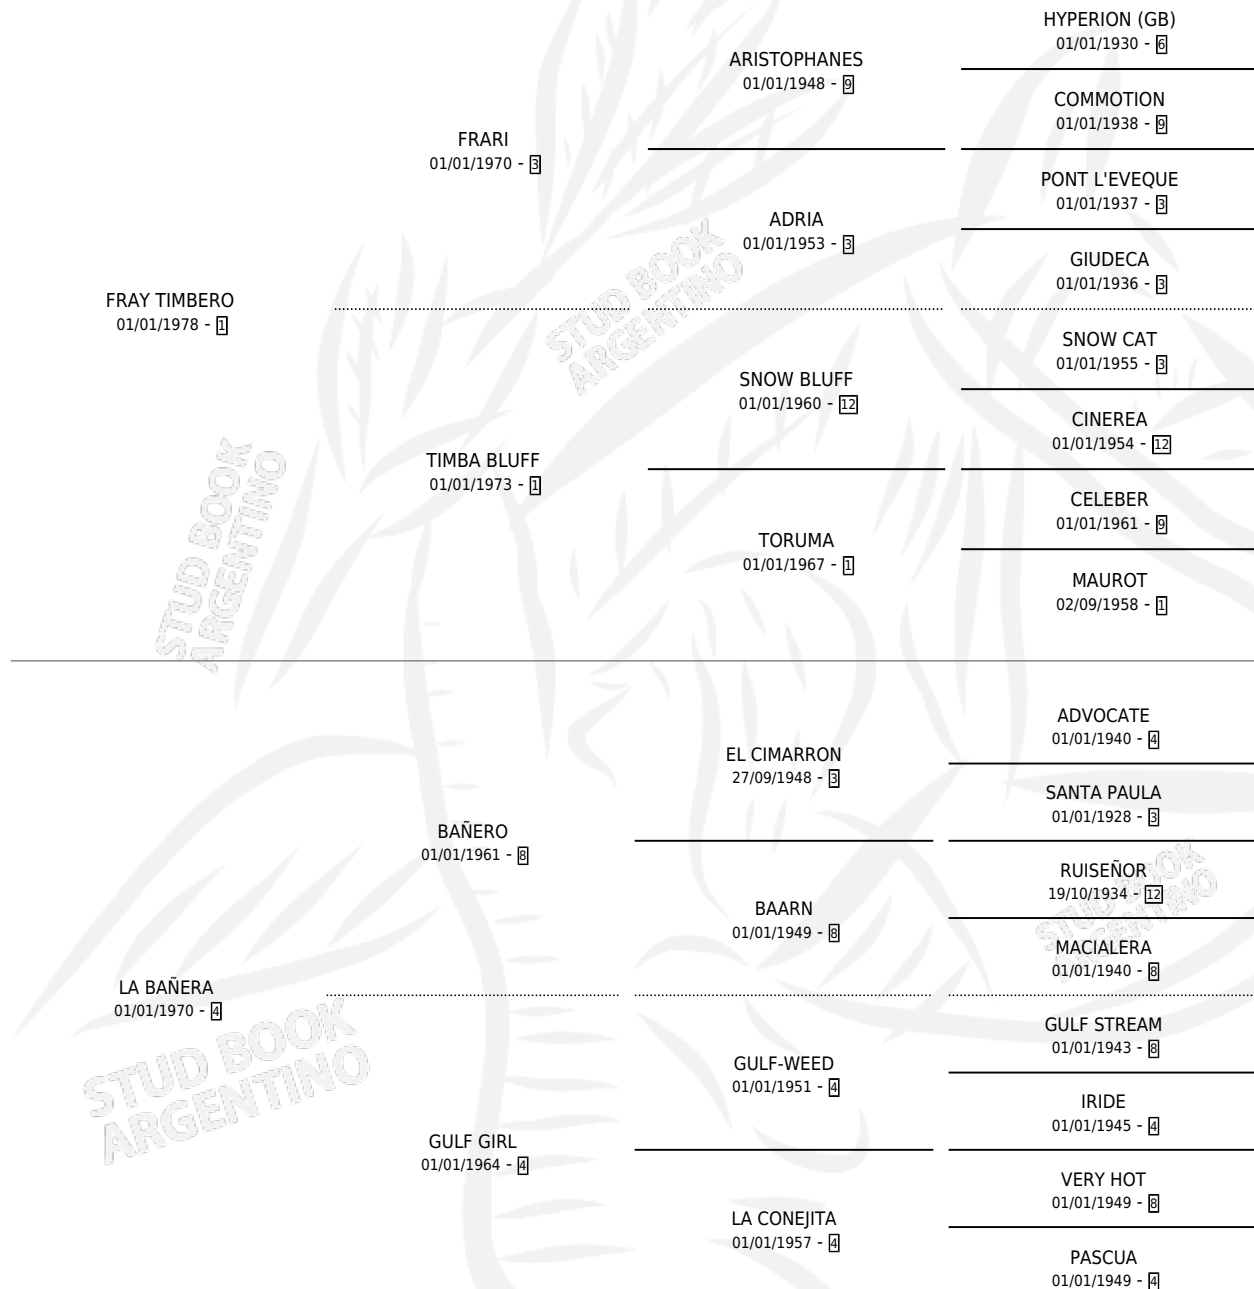 HYPERION (GB)
01/01/1930 - 6
ARISTOPHANES
01/01/1948 - 9
COMMOTION
01/01/1938 - 9
FRARI
01/01/1970 - 3
PONT L'EVEQUE
01/01/1937 - 3
ADRIA
01/01/1953 - 3
GIUDECA
01/01/1936 - 3
FRAY TIMBERO
01/01/1978 - 1
SNOW CAT
01/01/1955 - 3
SNOW BLUFF
01/01/1960 - 12
CINEREA
01/01/1954 - 12
TIMBA BLUFF
01/01/1973 - 1
CELEBER
01/01/1961 - 9
TORUMA
01/01/1967 - 1
MAUROT
02/09/1958 - 1
STUD BOOK
ARGENTINO
STUD BOOK
ARGENTINO
ADVOCATE
01/01/1940 - 4
EL CIMARRON
27/09/1948 - 3
SANTA PAULA
01/01/1928 - 3
BAÑERO
01/01/1961 - 8
RUISEÑOR
19/10/1934 - 12
BAARN
01/01/1949 - 8
MACIALERA
01/01/1940 - 8
LA BAÑERA
01/01/1970 - 4
GULF STREAM
01/01/1943 - 8
GULF-WEED
01/01/1951 - 4
IRIDE
01/01/1945 - 4
GULF GIRL
01/01/1964 - 4
VERY HOT
01/01/1949 - 8
LA CONEJITA
01/01/1957 - 4
PASCUA
01/01/1949 - 4
STUD BOOK
ARGENTINO
STUD BOOK
ARGENTINO